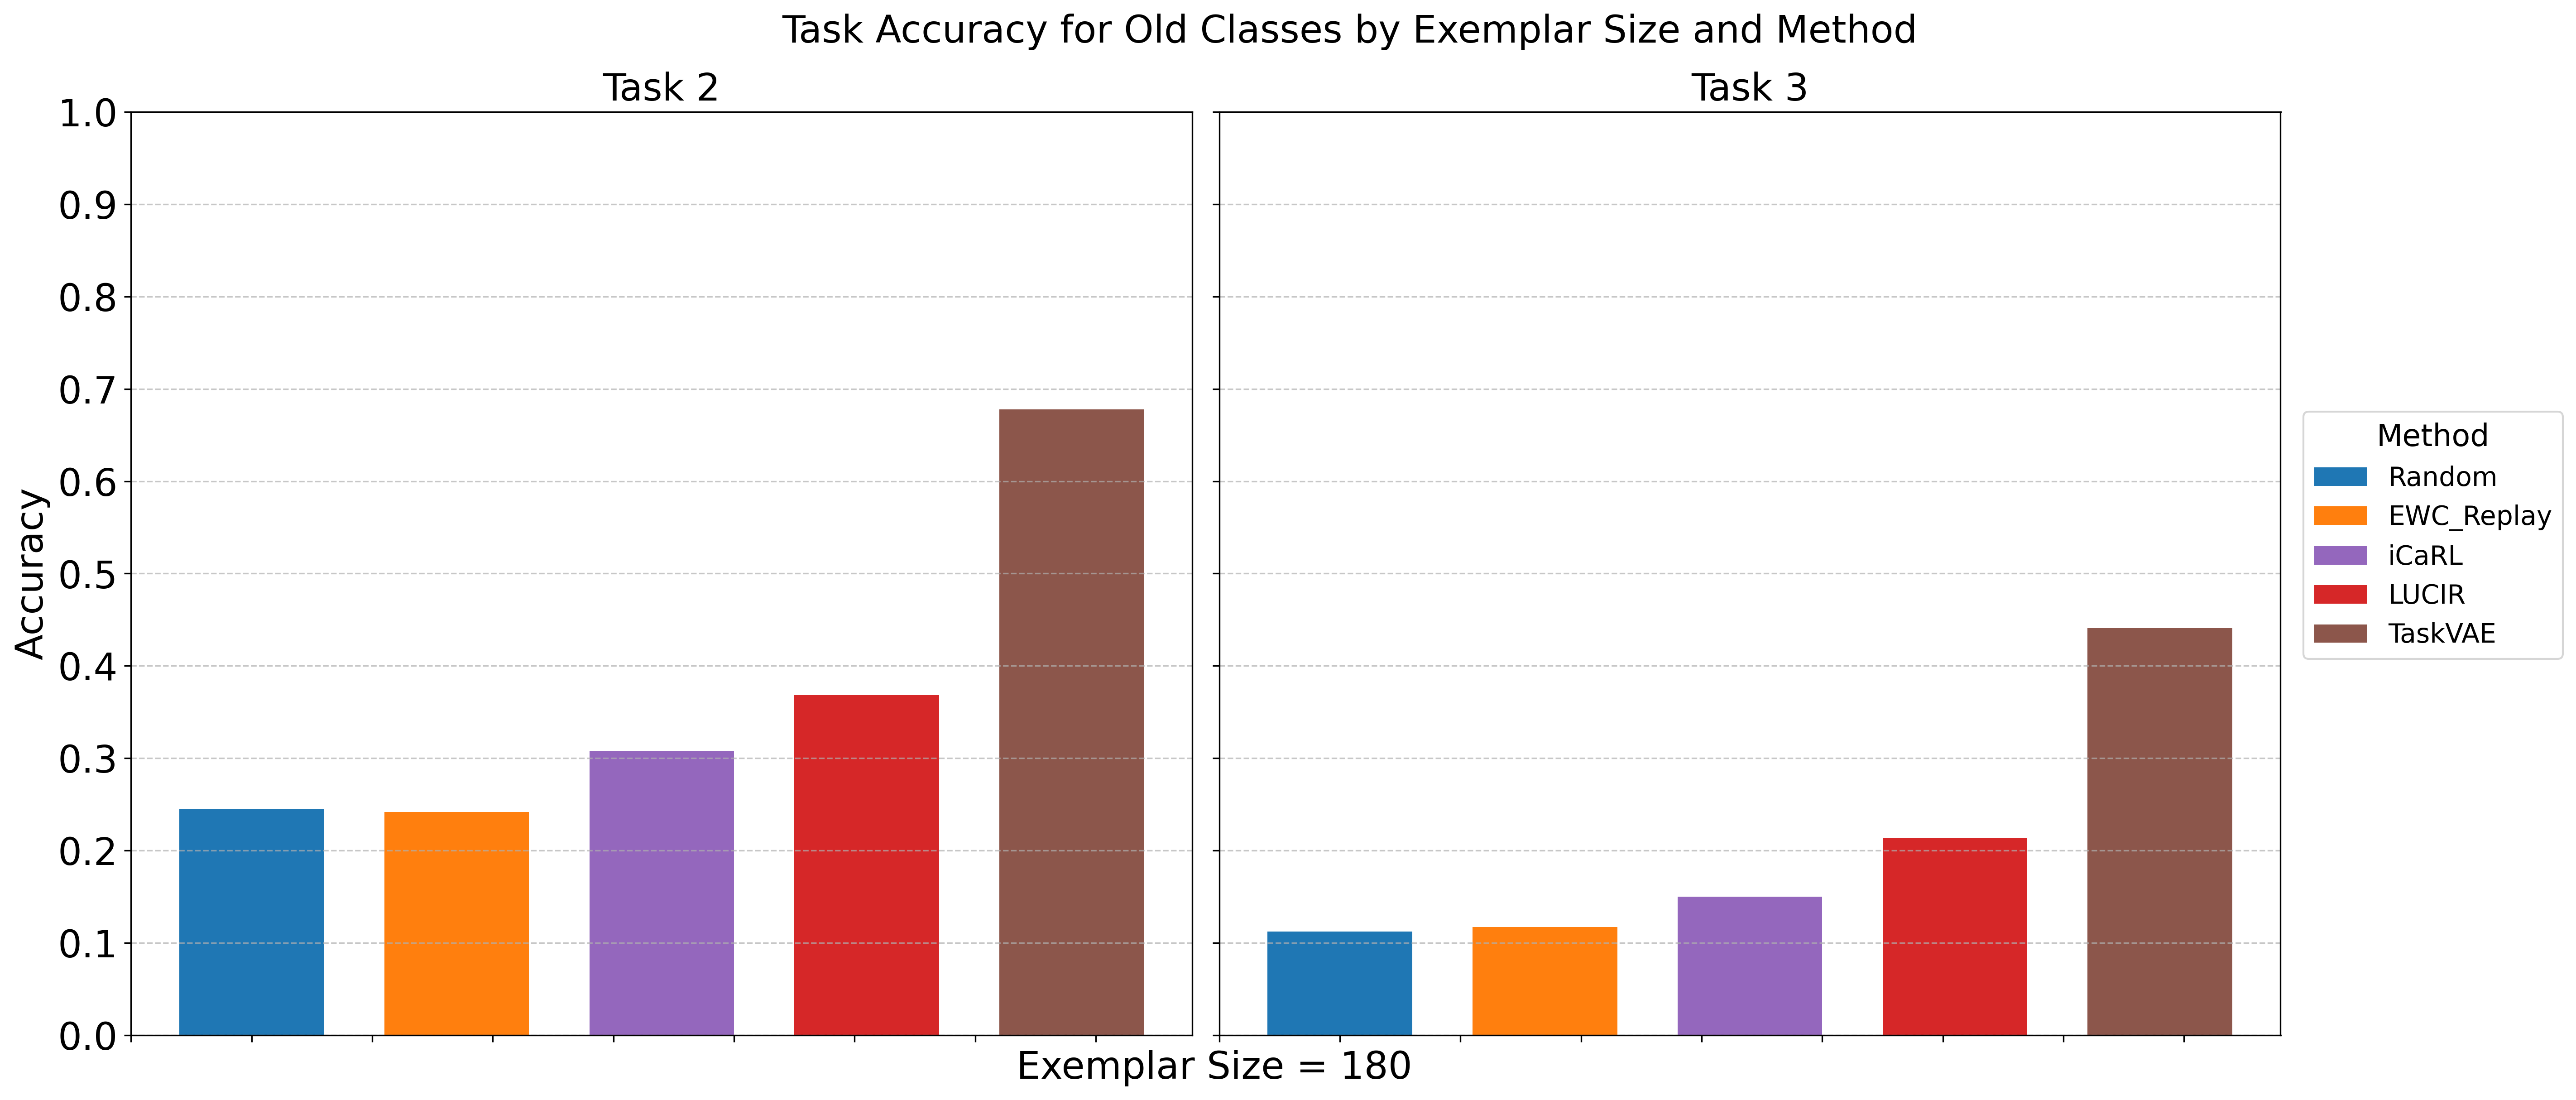 Task Accuracy for Old Classes by Exemplar Size and Method
Task 2
Task 3
1.0
0.9
0.8
0.7
0.6
0.5
0.4
0.3
0.2
0.1
0.0
Accuracy
Exemplar Size = 180
Method
Random
EWC_Replay
iCaRL
LUCIR
TaskVAE